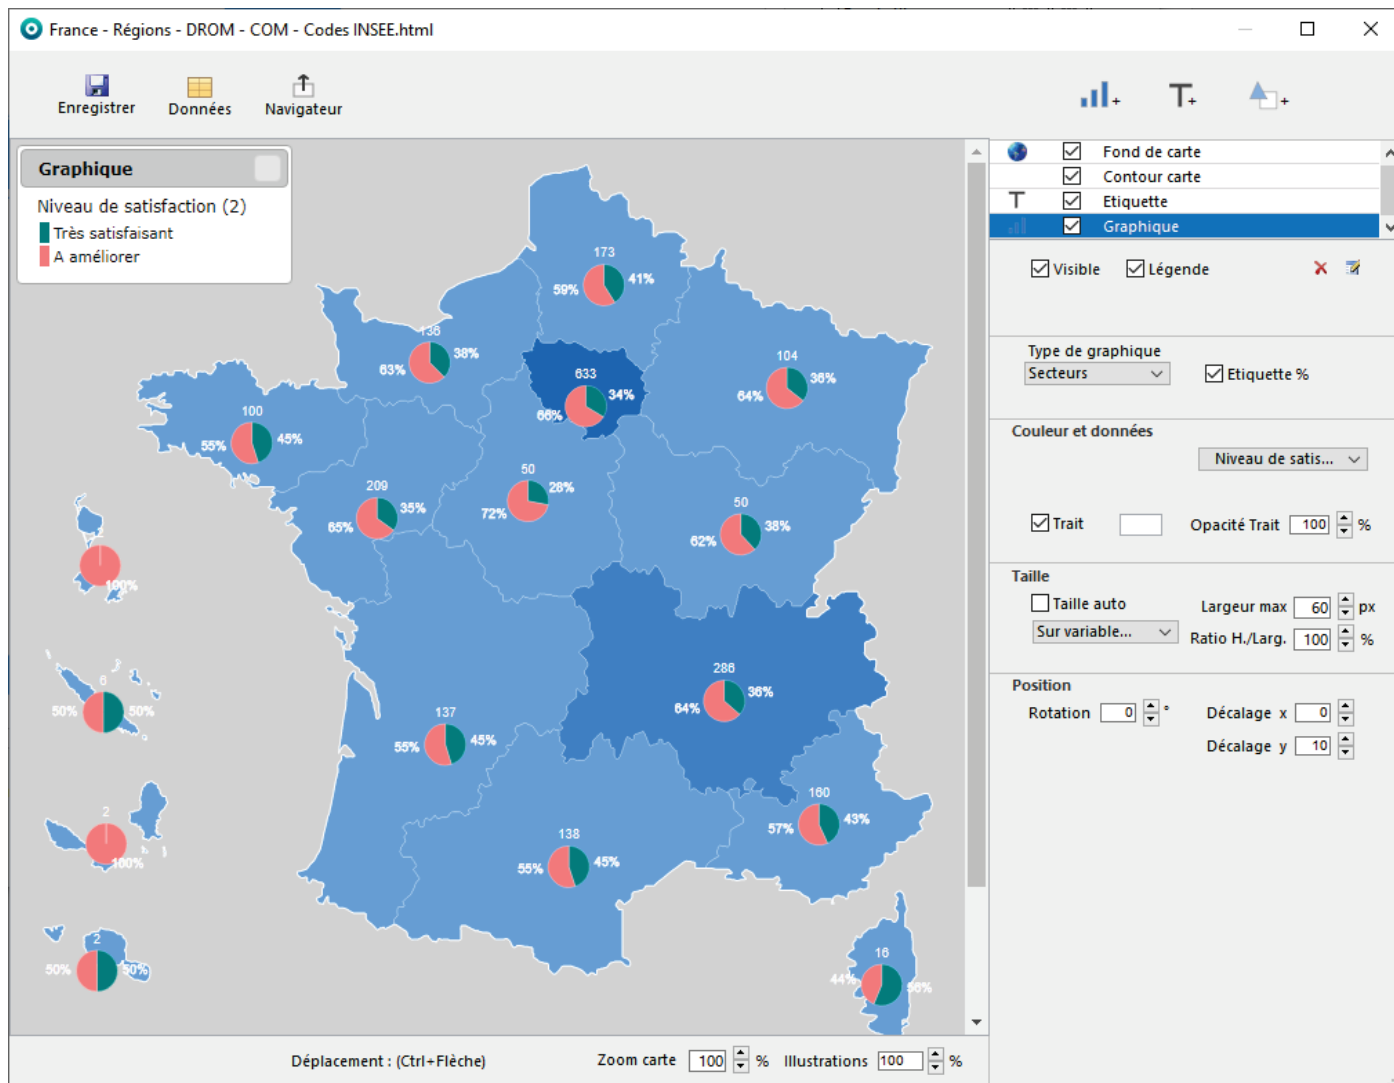 France - Régions - DROM - COM - Codes INSEE.html
Enregistrer
Données
Navigateur
T+
Graphique
Niveau de satisfaction (2)
Très satisfaisant
A améliorer
Fond de carte
Contour carte
T Etiquette
Graphique
Visible
Légende
Type de graphique
Secteurs
Etiquette %
Couleur et données
Niveau de satis...
Trait
Opacité Trait 100 %
Taille
Taille auto
Largeur max 60 px
Sur variable...
Ratio H./Larg. 100 %
Position
Rotation 0 °
Décalage x 0
Décalage y 10
173
59% 41%
136
63% 38%
633
66% 34%
104
64% 36%
100
55% 45%
209
65% 35%
50
72% 28%
50
62% 38%
2
100%
6
50% 50%
286
64% 36%
137
55% 45%
2
100%
160
57% 43%
138
55% 45%
2
50% 50%
16
44% 56%
Déplacement : (Ctrl+Flèche)
Zoom carte 100 %
Illustrations 100 %